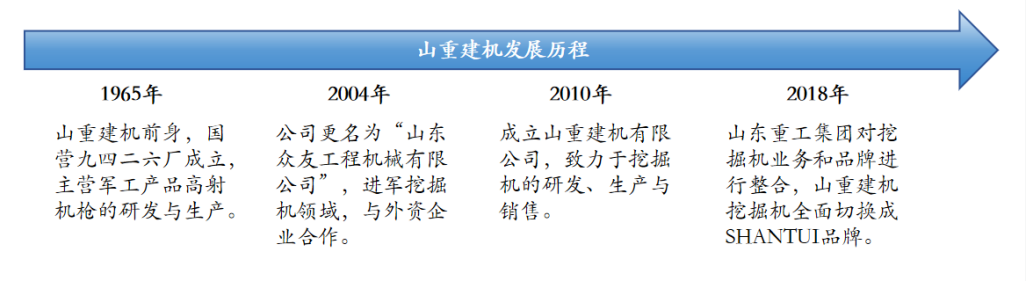 山重建机发展历程
1965年
山重建机前身，国
营九四二六厂成立，
主营军工产品高射
机枪的研发与生产。
2004年
公司更名为“山东
众友工程机械有限
公司”，进军挖掘
机领域，与外资企
业合作。
2010年
成立山重建机有限
公司，致力于挖掘
机的研发、生产与
销售。
2018年
山东重工集团对挖
掘机业务和品牌进
行整合，山重建机
挖掘机全面切换成
SHANTUI品牌。